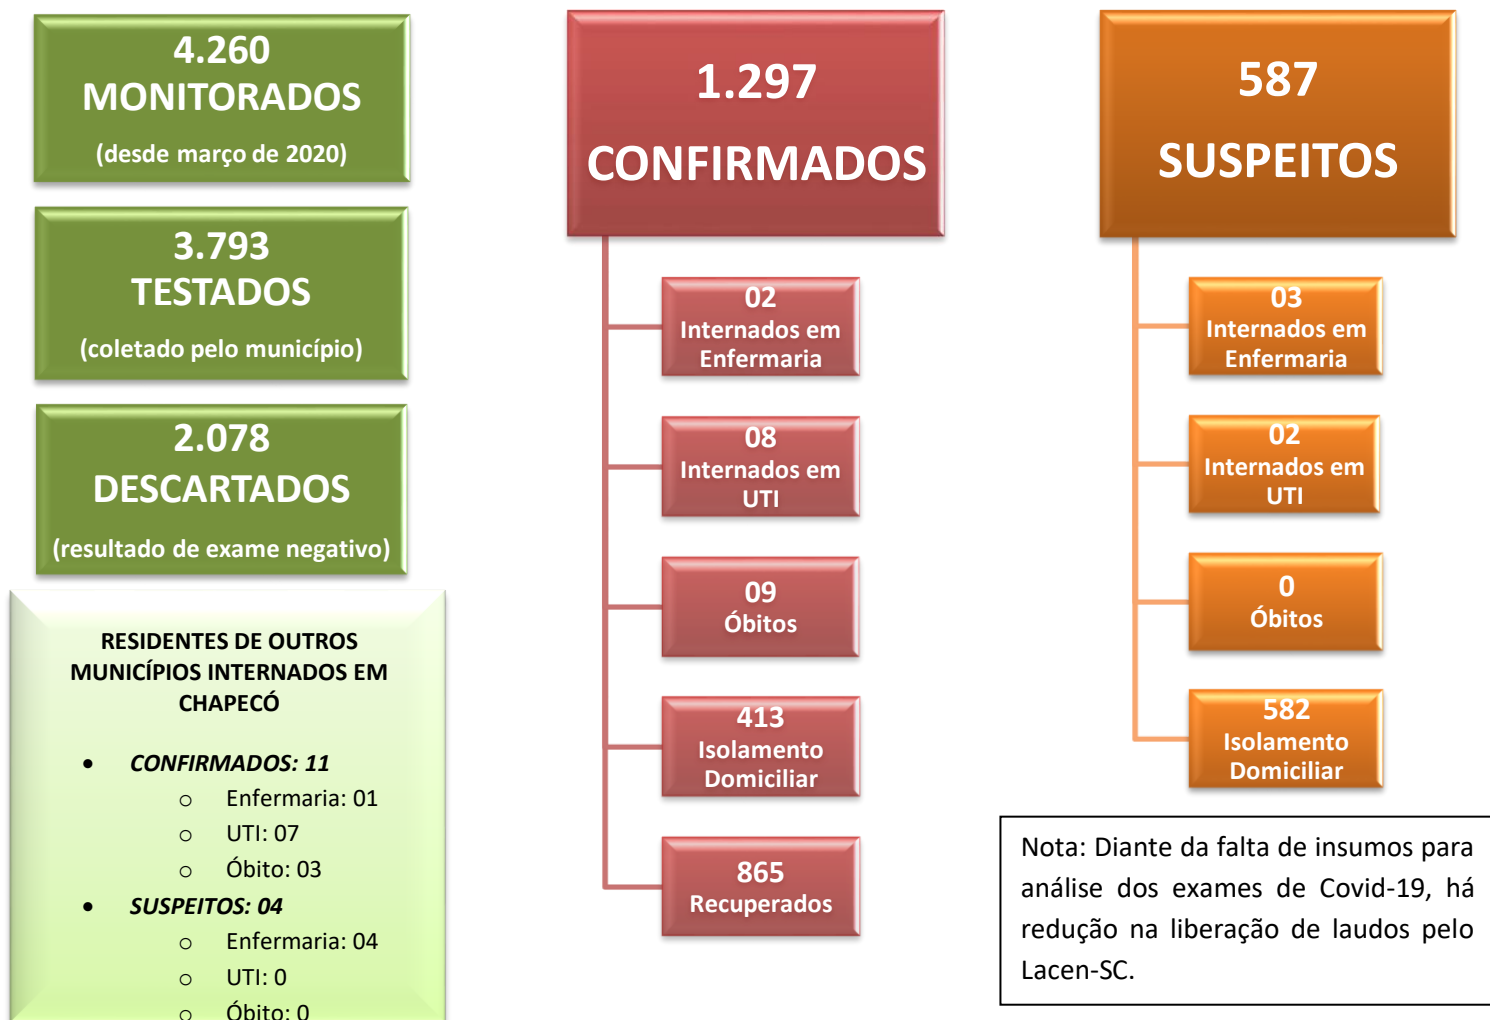 4.260
MONITORADOS
(desde março de 2020)
3.793
TESTADOS
(coletado pelo município)
2.078
DESCARTADOS
(resultado de exame negativo)
RESIDENTES DE OUTROS
MUNICÍPIOS INTERNADOS EM
CHAPECÓ
• CONFIRMADOS: 11
o Enfermaria: 01
o UTI: 07
o Óbito: 03
• SUSPEITOS: 04
o Enfermaria: 04
o UTI: 0
o Óbito: 0
1.297
CONFIRMADOS
02
Internados em
Enfermaria
08
Internados em
UTI
09
Óbitos
413
Isolamento
Domiciliar
865
Recuperados
587
SUSPEITOS
03
Internados em
Enfermaria
02
Internados em
UTI
0
Óbitos
582
Isolamento
Domiciliar
Nota: Diante da falta de insumos para
análise dos exames de Covid-19, há
redução na liberação de laudos pelo
Lacen-SC.